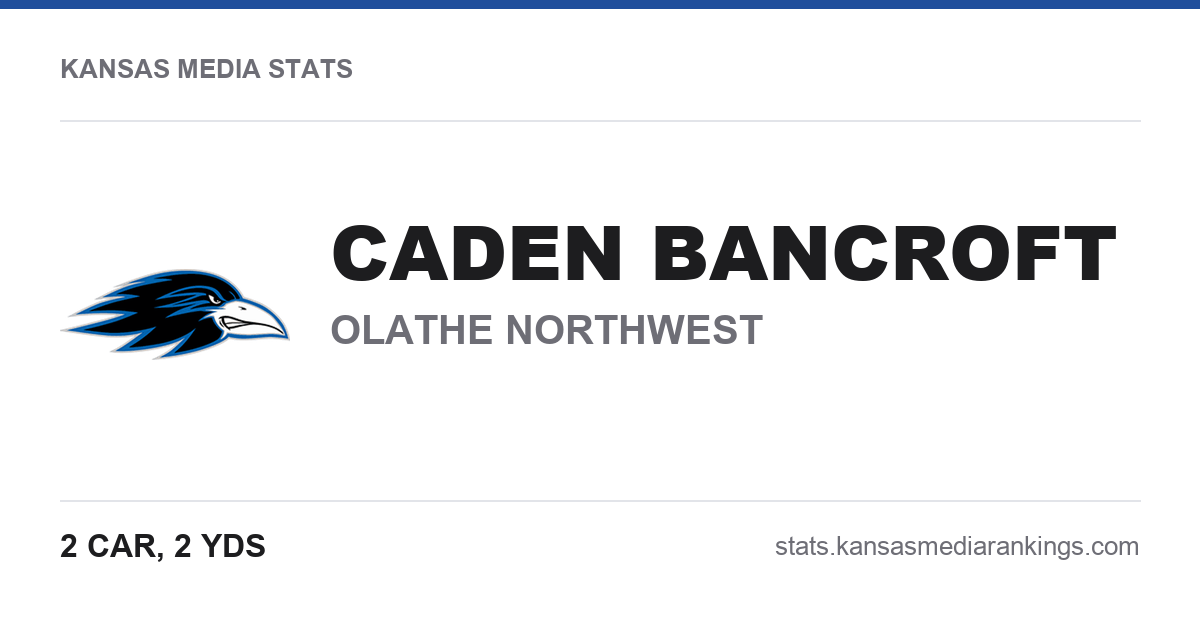 KANSAS MEDIA STATS
CADEN BANCROFT
OLATHE NORTHWEST
2 CAR, 2 YDS
stats.kansasmediarankings.com